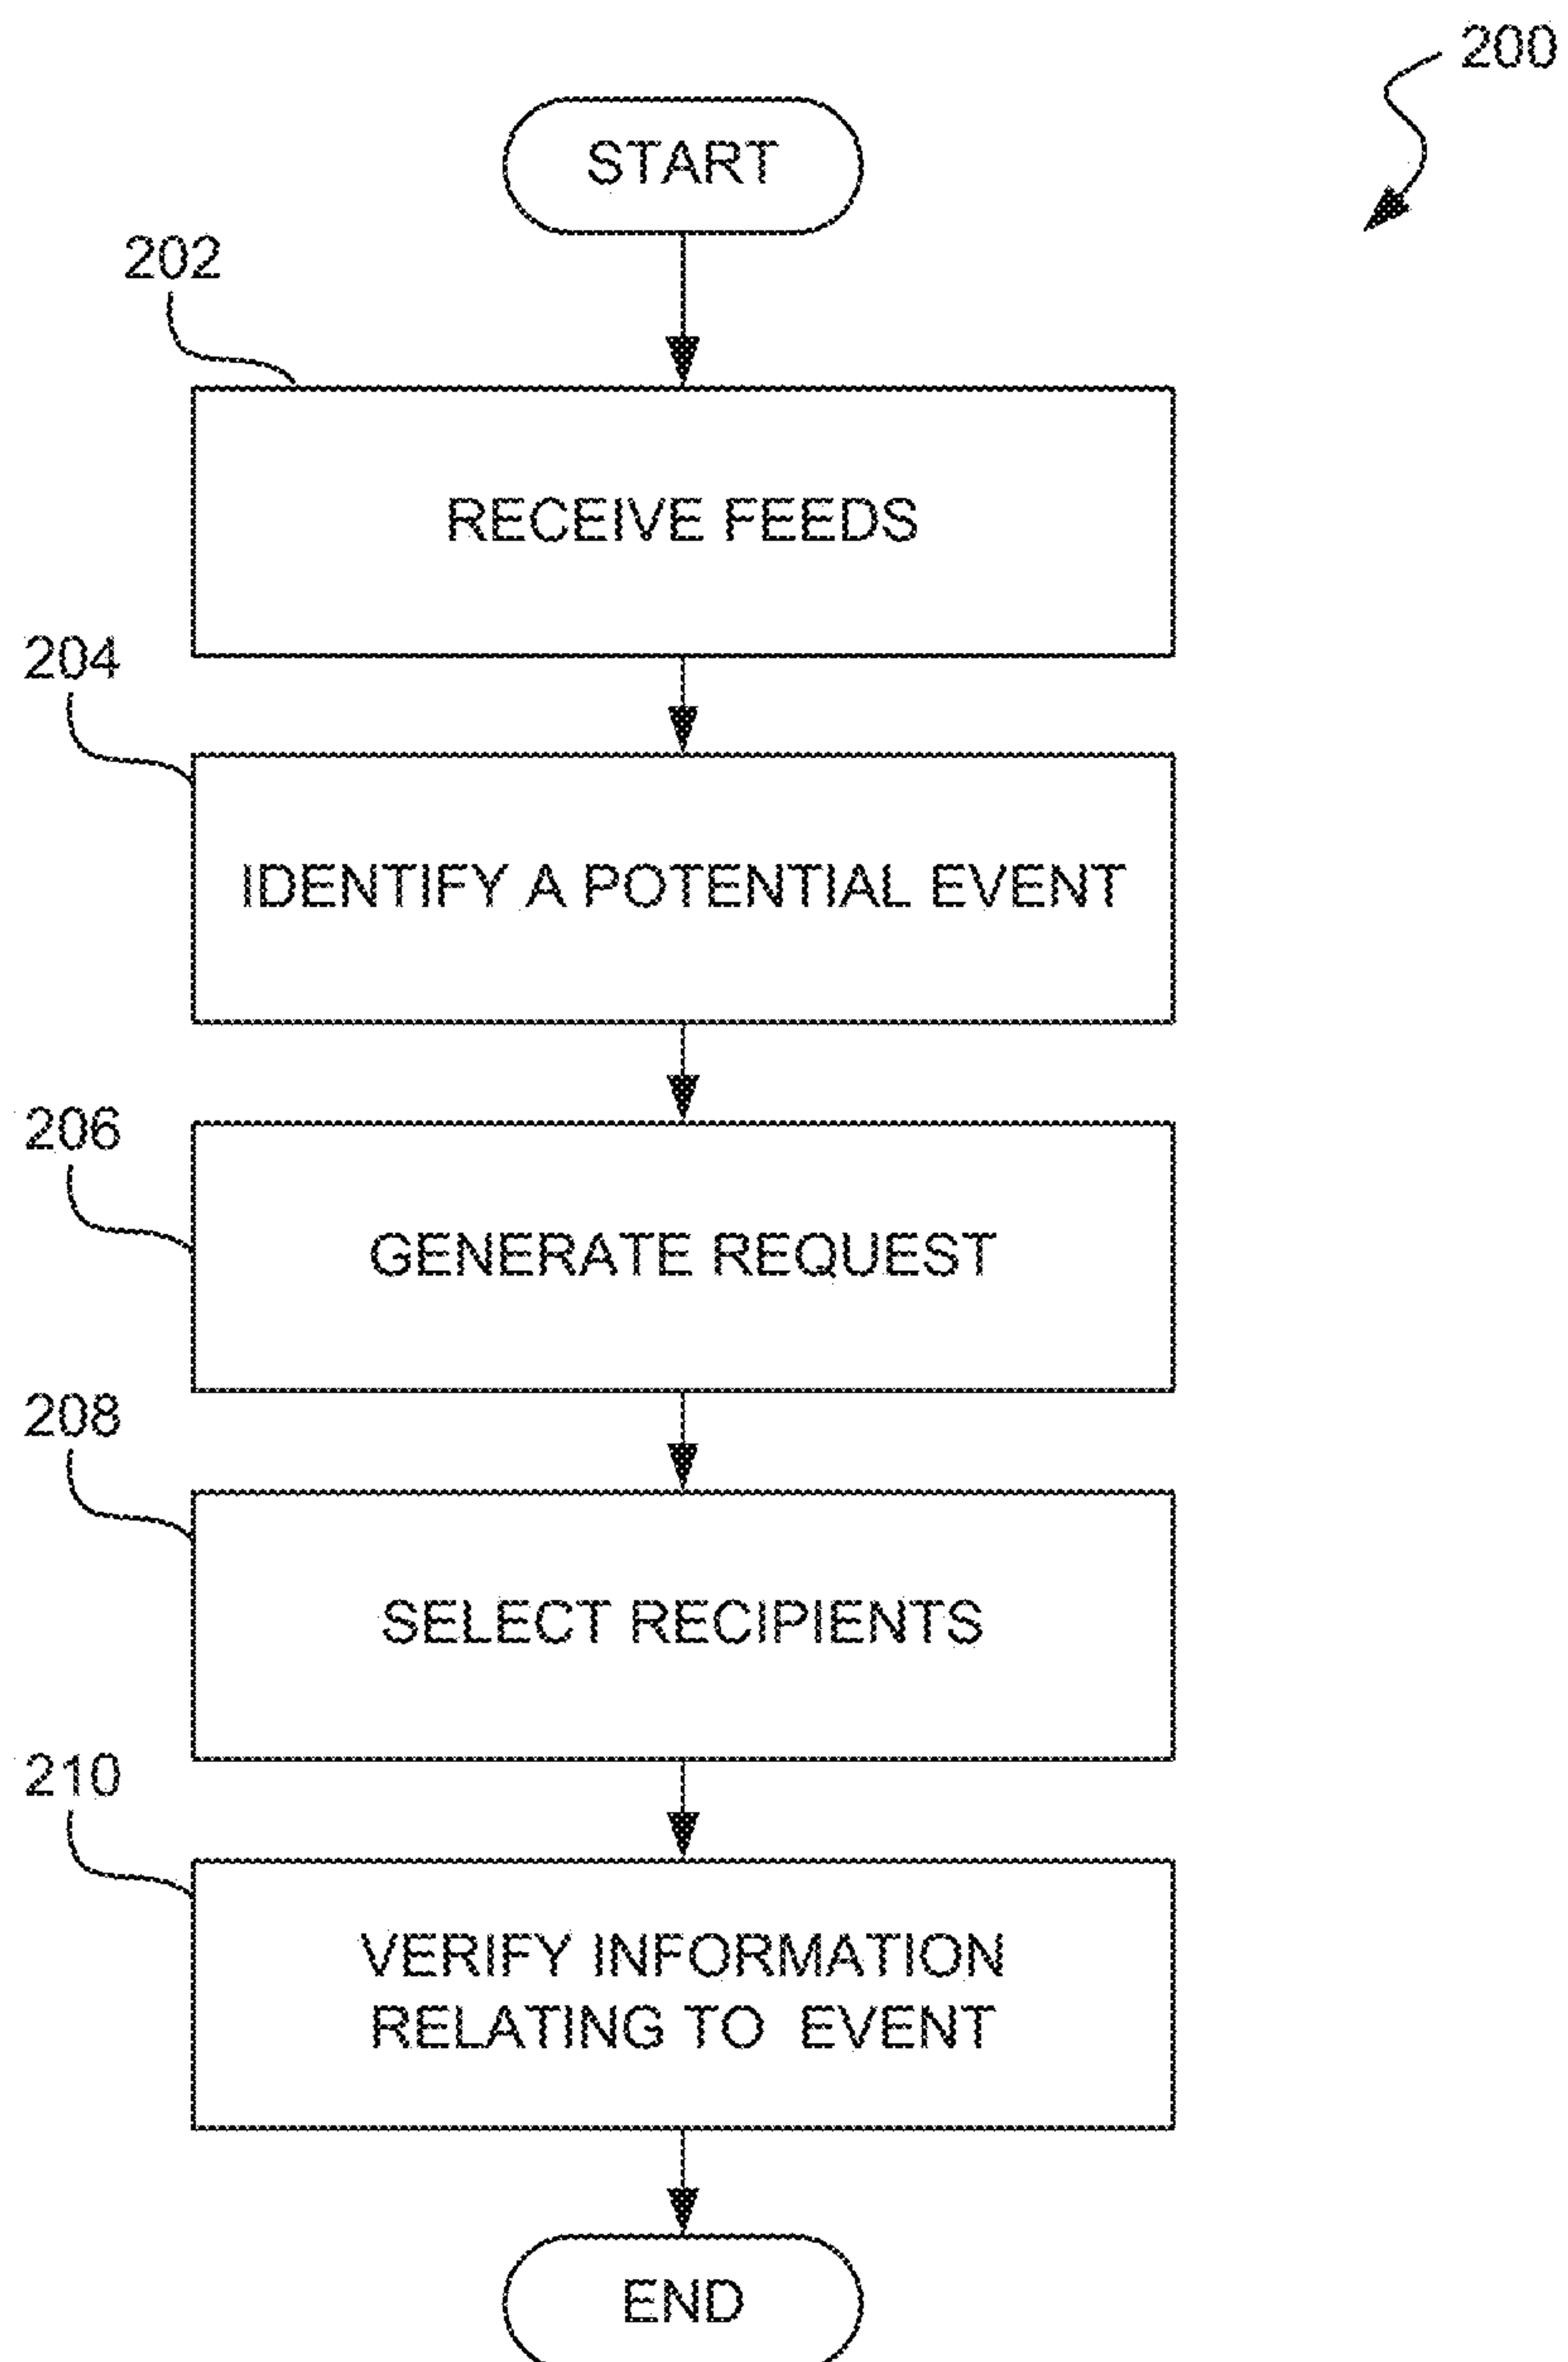 200
START
202
RECEIVE FEEDS
204
IDENTIFY A POTENTIAL EVENT
206
GENERATE REQUEST
208
SELECT RECIPIENTS
210
VERIFY INFORMATION
RELATING TO EVENT
END